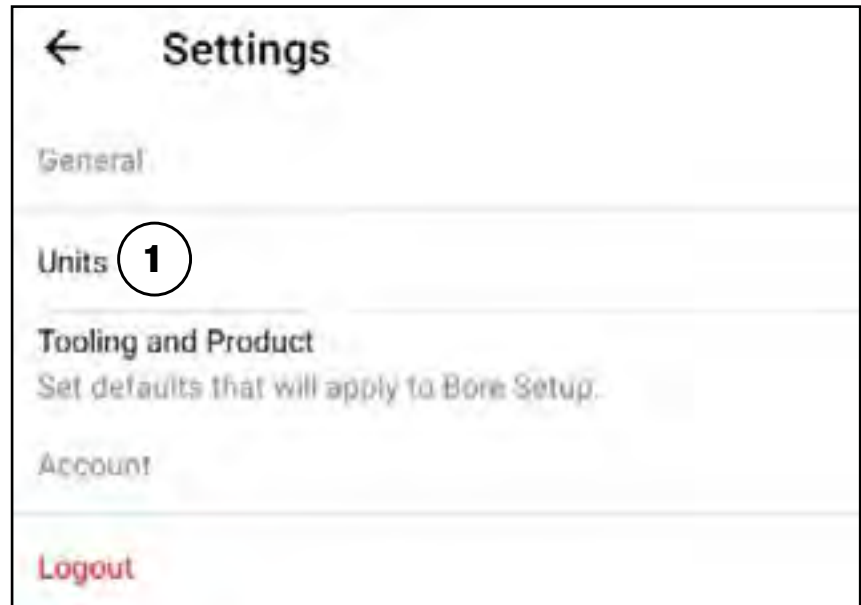 Settings
General
Units 1
Tooling and Product
Set defaults that will apply to Bore Setup.
Account
Logout